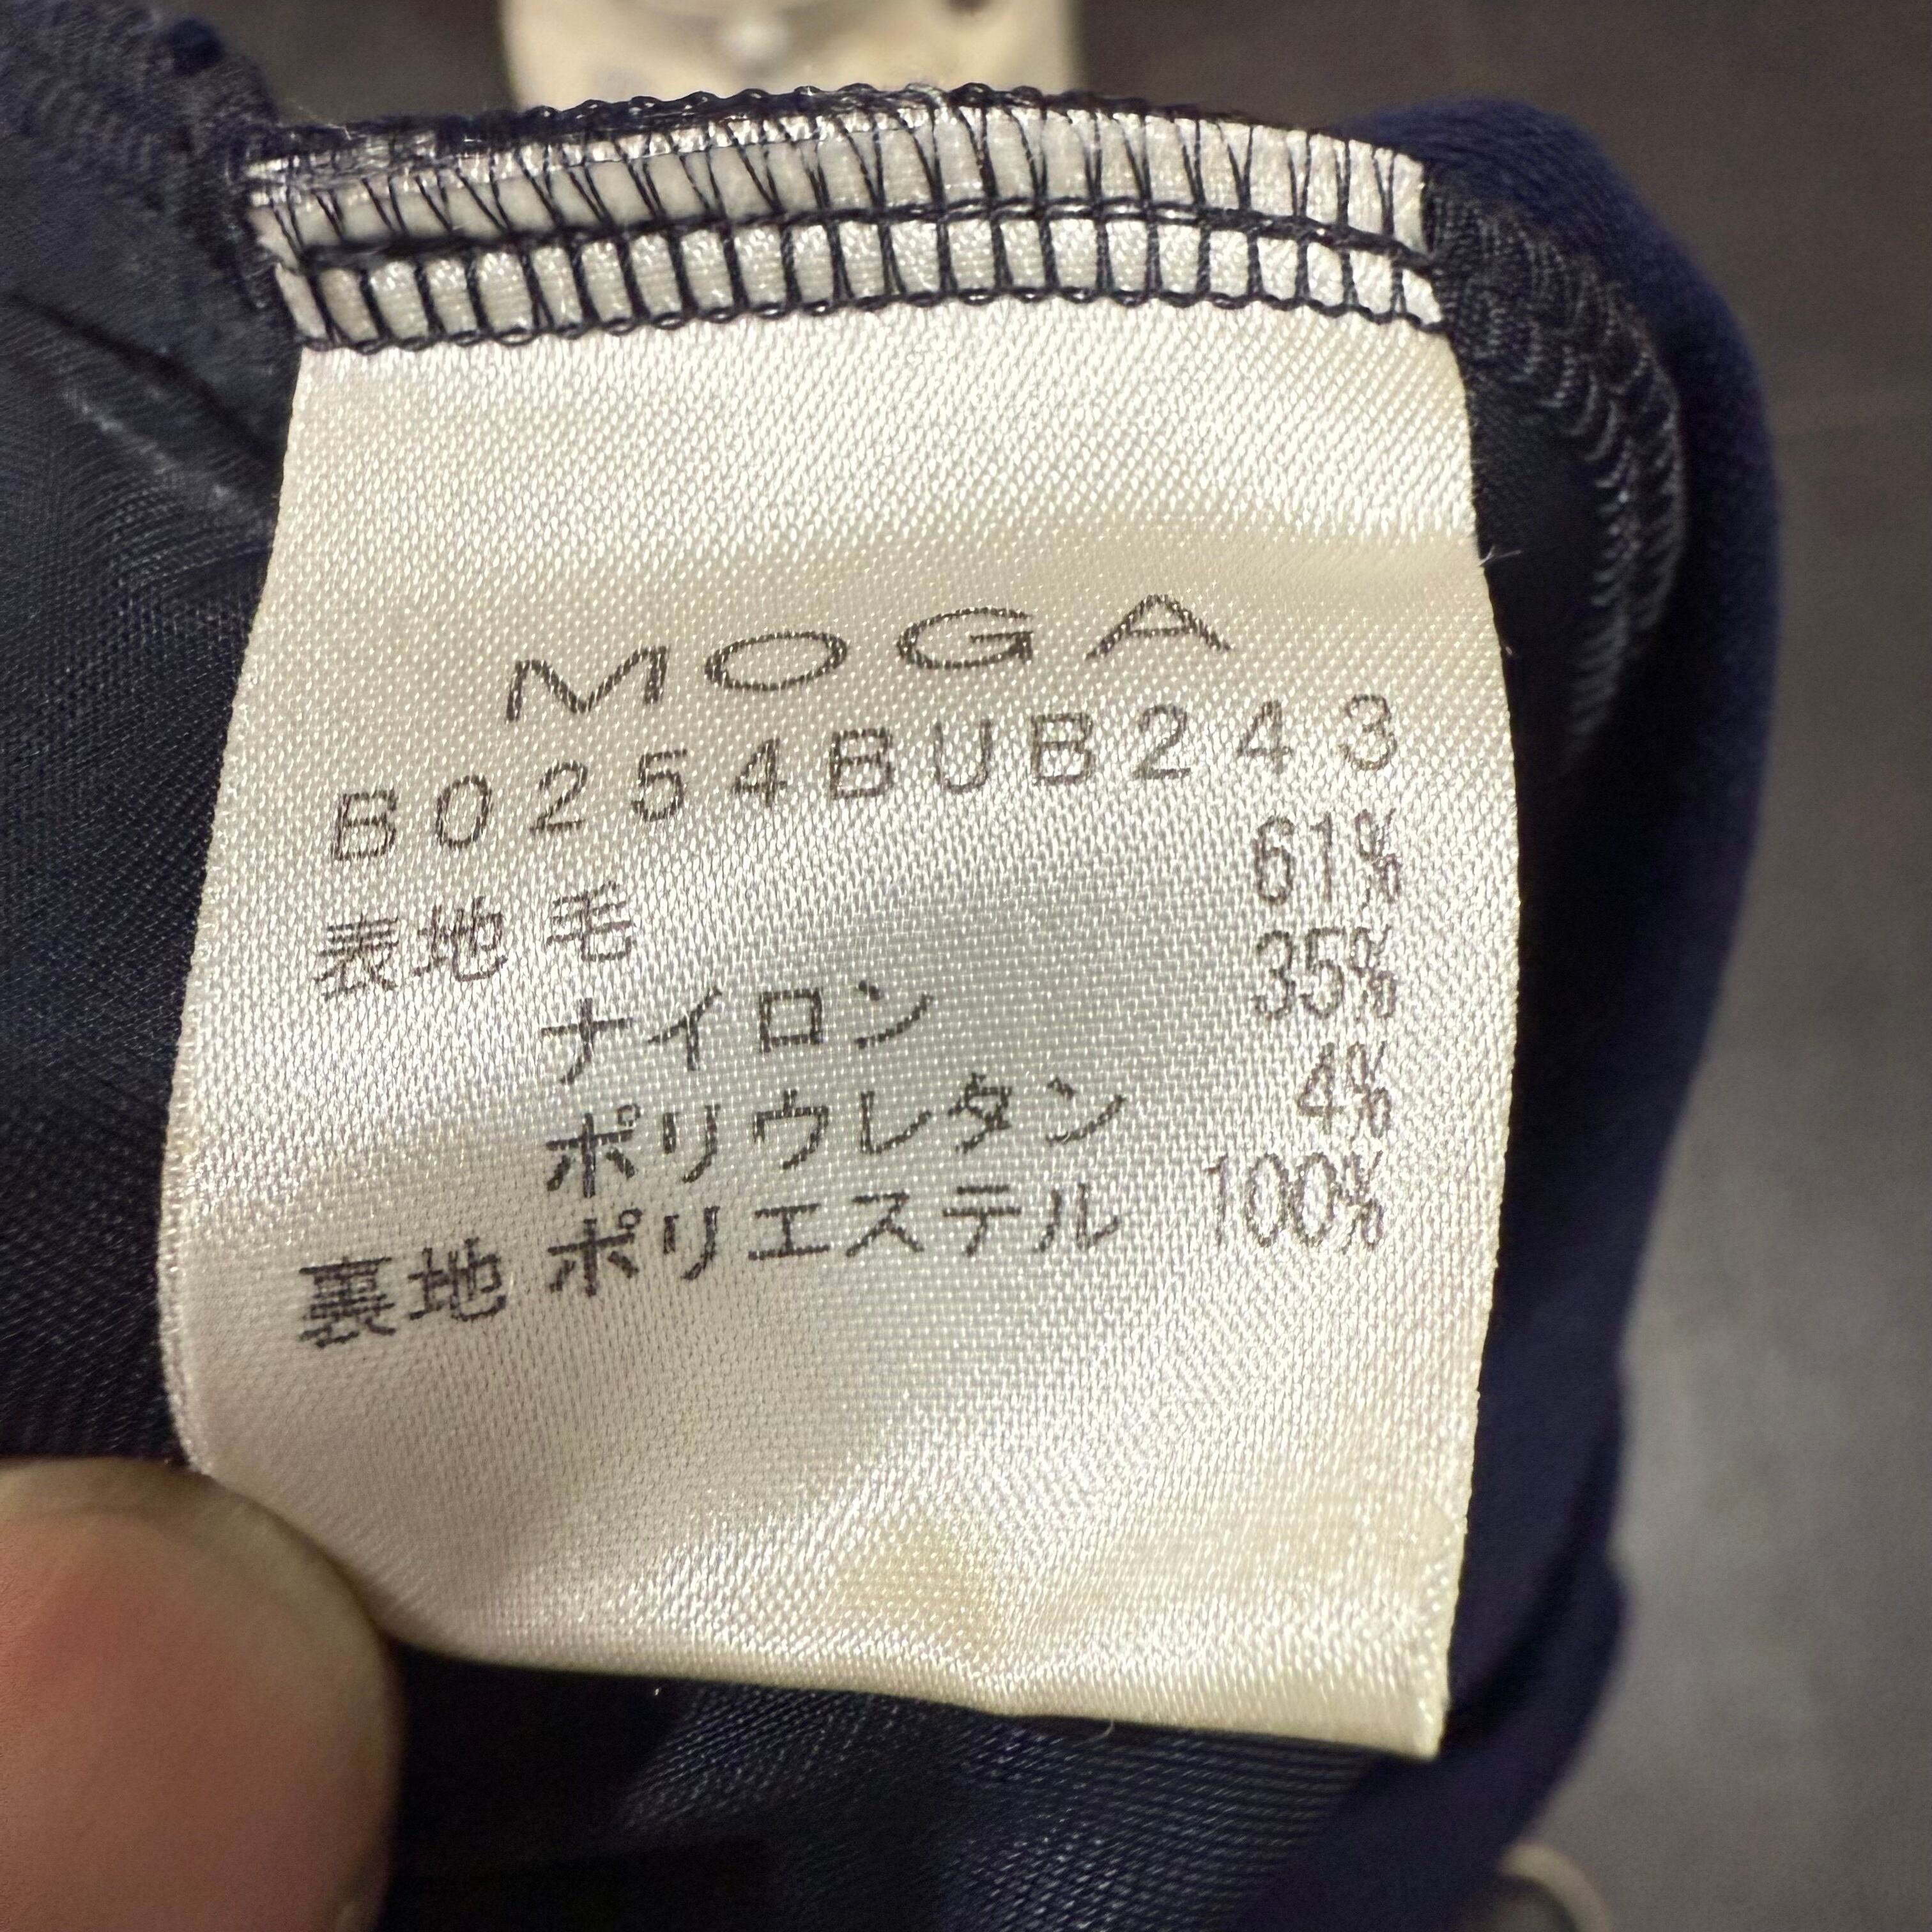 MOGA
B0254BUB243
表地 毛 61%
ナイロン 35%
ポリウレタン 4%
裏地 ポリエステル 100%